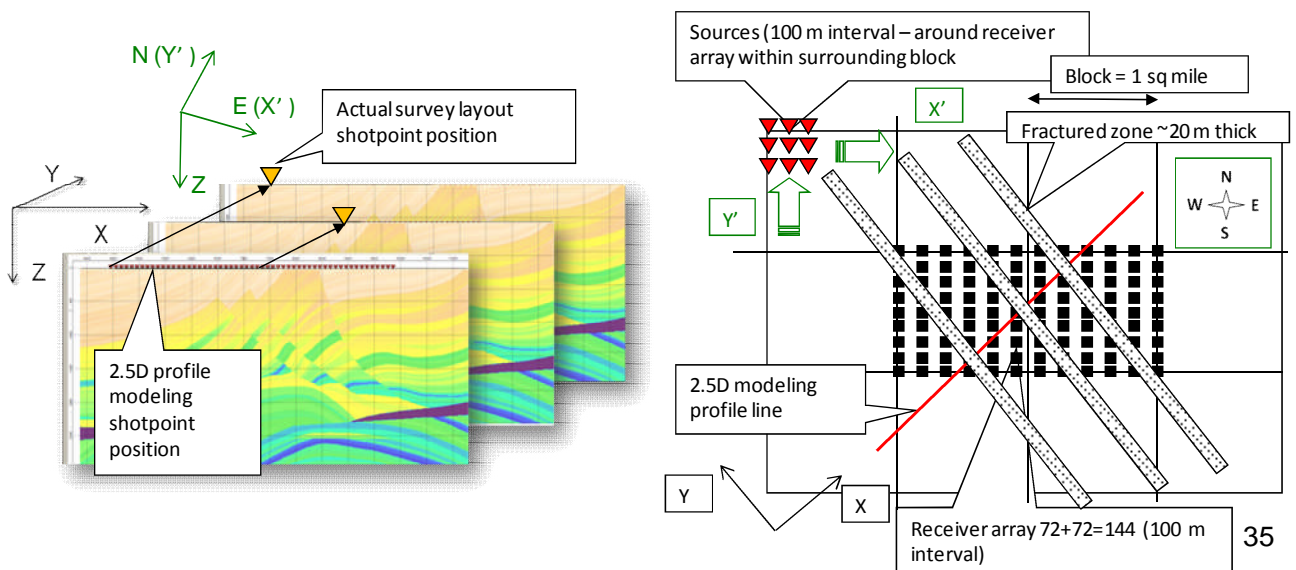 N (Y’)
E (X’)
Z
Y
X
Z
Actual survey layout
shotpoint position
2.5D profile
modeling
shotpoint
position
Sources (100 m interval – around receiver
array within surrounding block
Block = 1 sq mile
X’
Fractured zone ~20 m thick
Y’
N
W E
S
2.5D modeling
profile line
Y
X
Receiver array 72+72=144 (100 m
interval)
35